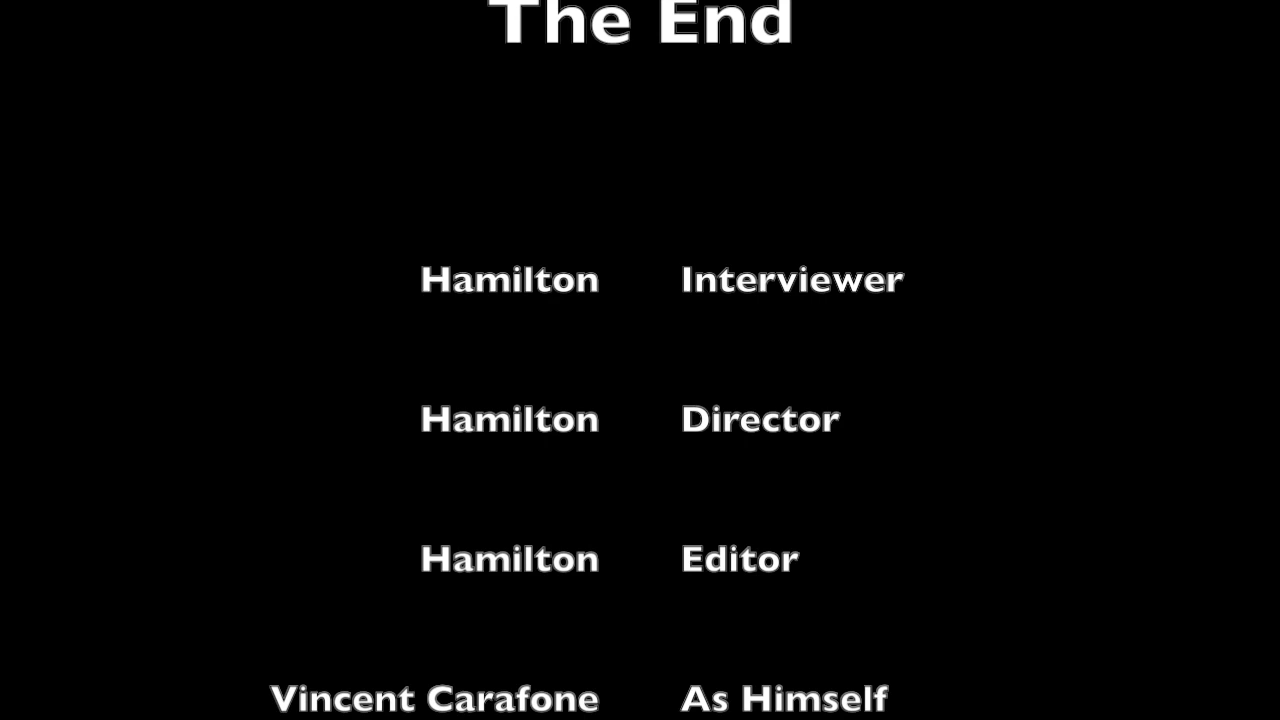 The End
Hamilton Interviewer
Hamilton Director
Hamilton Editor
Vincent Carafone As Himself